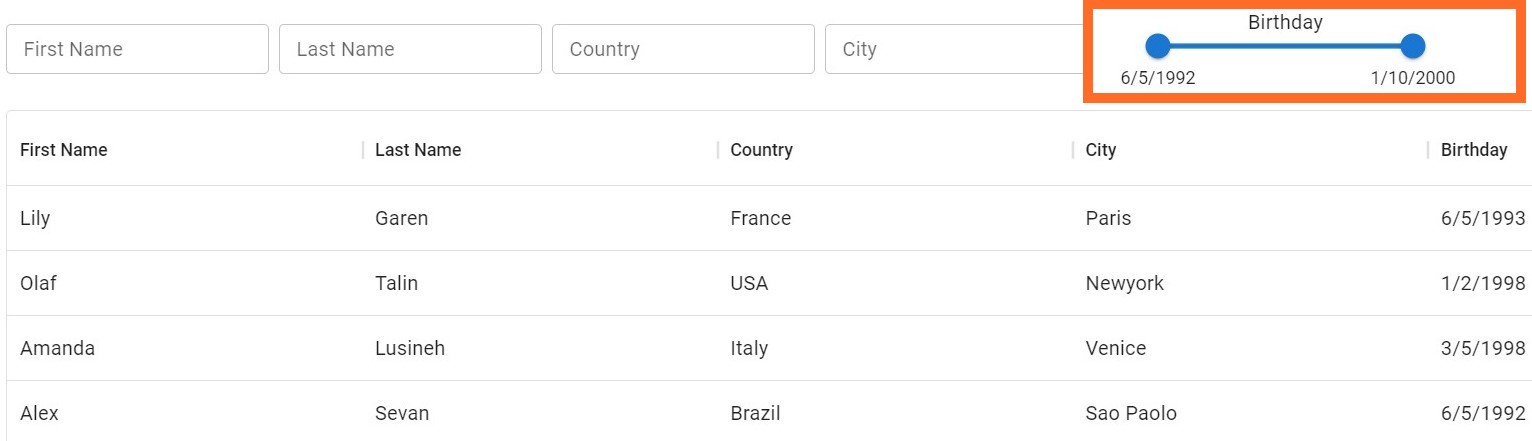 First Name Last Name Country City Birthday
6/5/1992 1/10/2000
First Name Last Name Country City Birthday
Lily Garen France Paris 6/5/1993
Olaf Talin USA Newyork 1/2/1998
Amanda Lusineh Italy Venice 3/5/1998
Alex Sevan Brazil Sao Paolo 6/5/1992